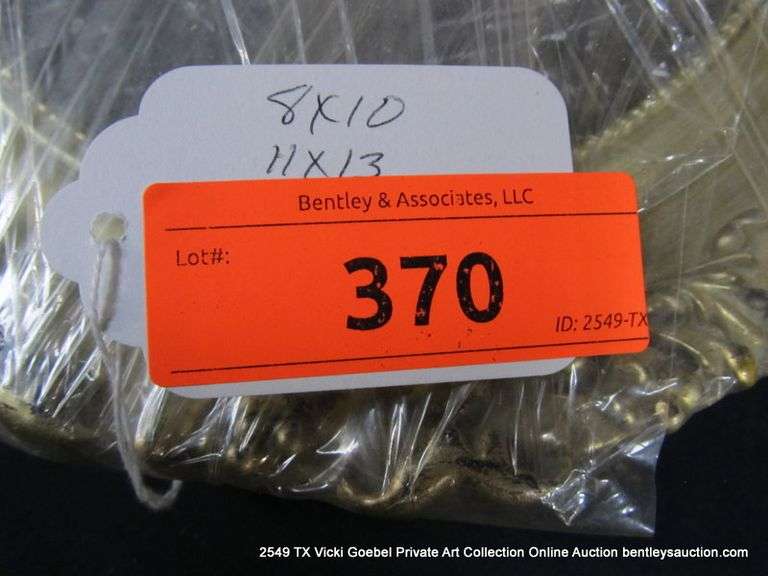 8X10
11X13
Bentley & Associates, LLC
Lot#:
370
ID: 2549-TX
2549 TX Vicki Goebel Private Art Collection Online Auction bentleysauction.com